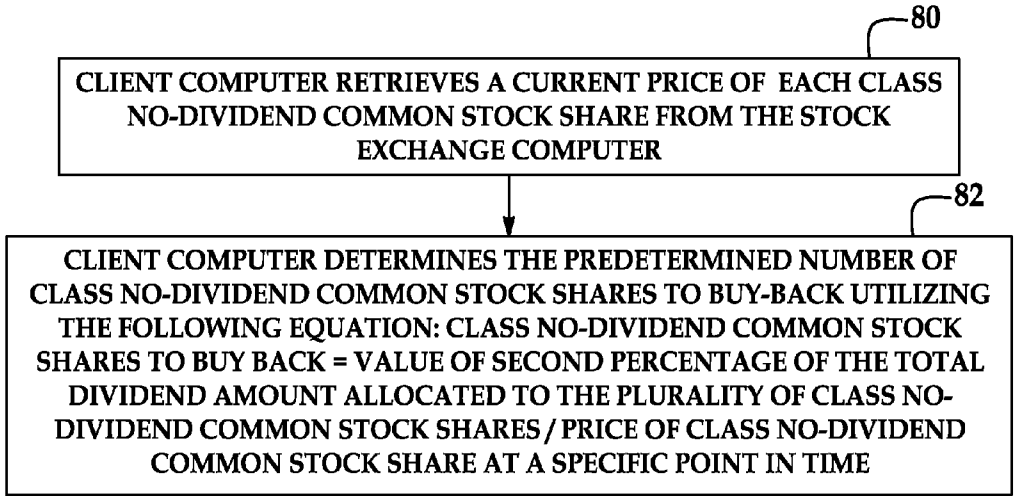 80
CLIENT COMPUTER RETRIEVES A CURRENT PRICE OF EACH CLASS
NO-DIVIDEND COMMON STOCK SHARE FROM THE STOCK
EXCHANGE COMPUTER
82
CLIENT COMPUTER DETERMINES THE PREDETERMINED NUMBER OF
CLASS NO-DIVIDEND COMMON STOCK SHARES TO BUY-BACK UTILIZING
THE FOLLOWING EQUATION: CLASS NO-DIVIDEND COMMON STOCK
SHARES TO BUY BACK = VALUE OF SECOND PERCENTAGE OF THE TOTAL
DIVIDEND AMOUNT ALLOCATED TO THE PLURALITY OF CLASS NO-
DIVIDEND COMMON STOCK SHARES / PRICE OF CLASS NO-DIVIDEND
COMMON STOCK SHARE AT A SPECIFIC POINT IN TIME